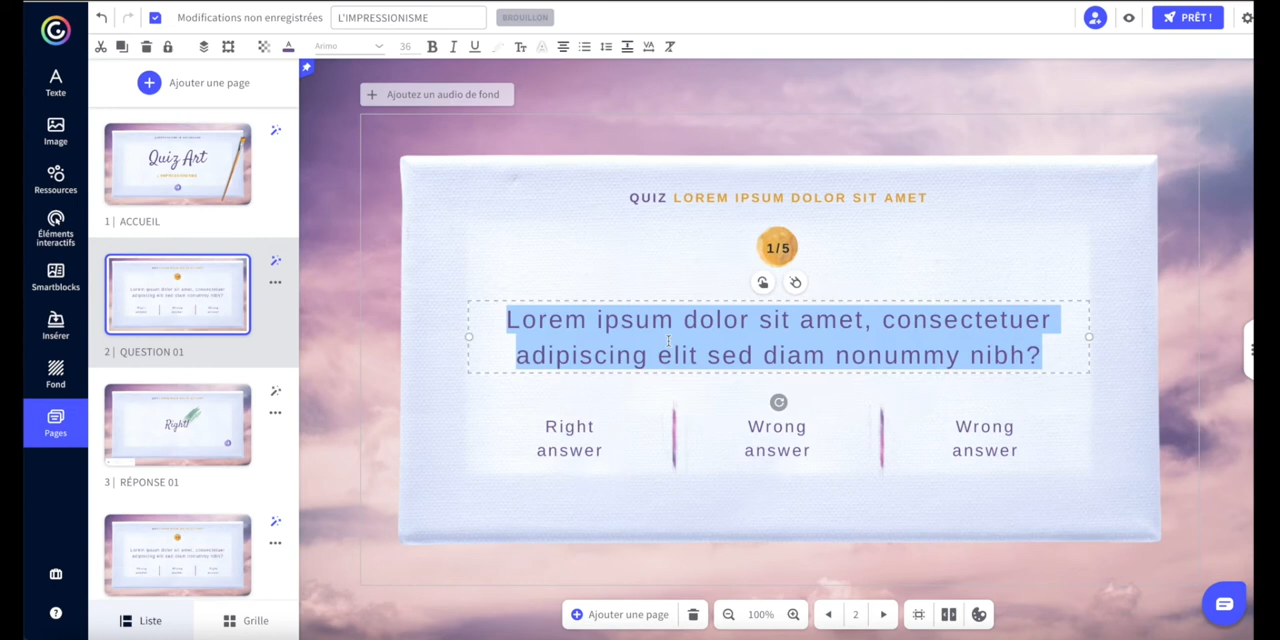 Modifications non enregistrées
L'IMPRESSIONISME
BROUILLON
PRÊT !
Arimo
36
B I U
Texte
Image
Ressources
Éléments
interactifs
Smartblocks
Insérer
Fond
Pages
Ajouter une page
Quiz Art
1 | ACCUEIL
2 | QUESTION 01
Right!
3 | RÉPONSE 01
Liste
Grille
Ajoutez un audio de fond
QUIZ LOREM IPSUM DOLOR SIT AMET
1/5
Lorem ipsum dolor sit amet, consectetuer
adipiscing elit sed diam nonummy nibh?
Right
answer
Wrong
answer
Wrong
answer
Ajouter une page
100%
2